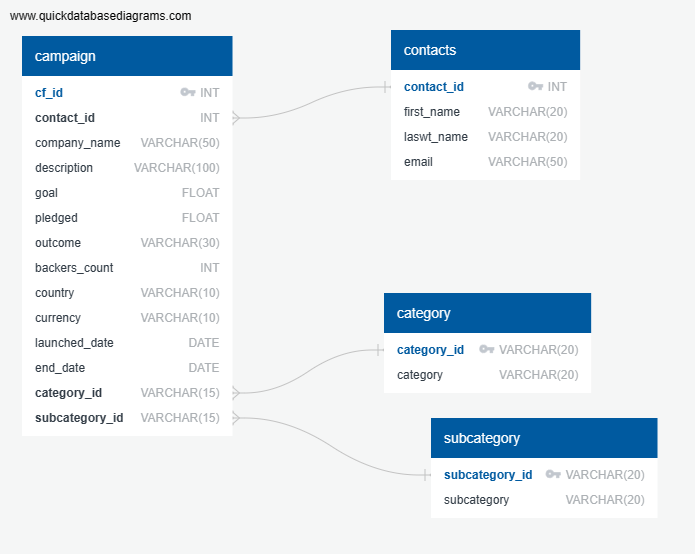 www.quickdatabasediagrams.com
campaign
cf_id INT
contact_id INT
company_name VARCHAR(50)
description VARCHAR(100)
goal FLOAT
pledged FLOAT
outcome VARCHAR(30)
backers_count INT
country VARCHAR(10)
currency VARCHAR(10)
launched_date DATE
end_date DATE
category_id VARCHAR(15)
subcategory_id VARCHAR(15)
contacts
contact_id INT
first_name VARCHAR(20)
laswt_name VARCHAR(20)
email VARCHAR(50)
category
category_id VARCHAR(20)
category VARCHAR(20)
subcategory
subcategory_id VARCHAR(20)
subcategory VARCHAR(20)